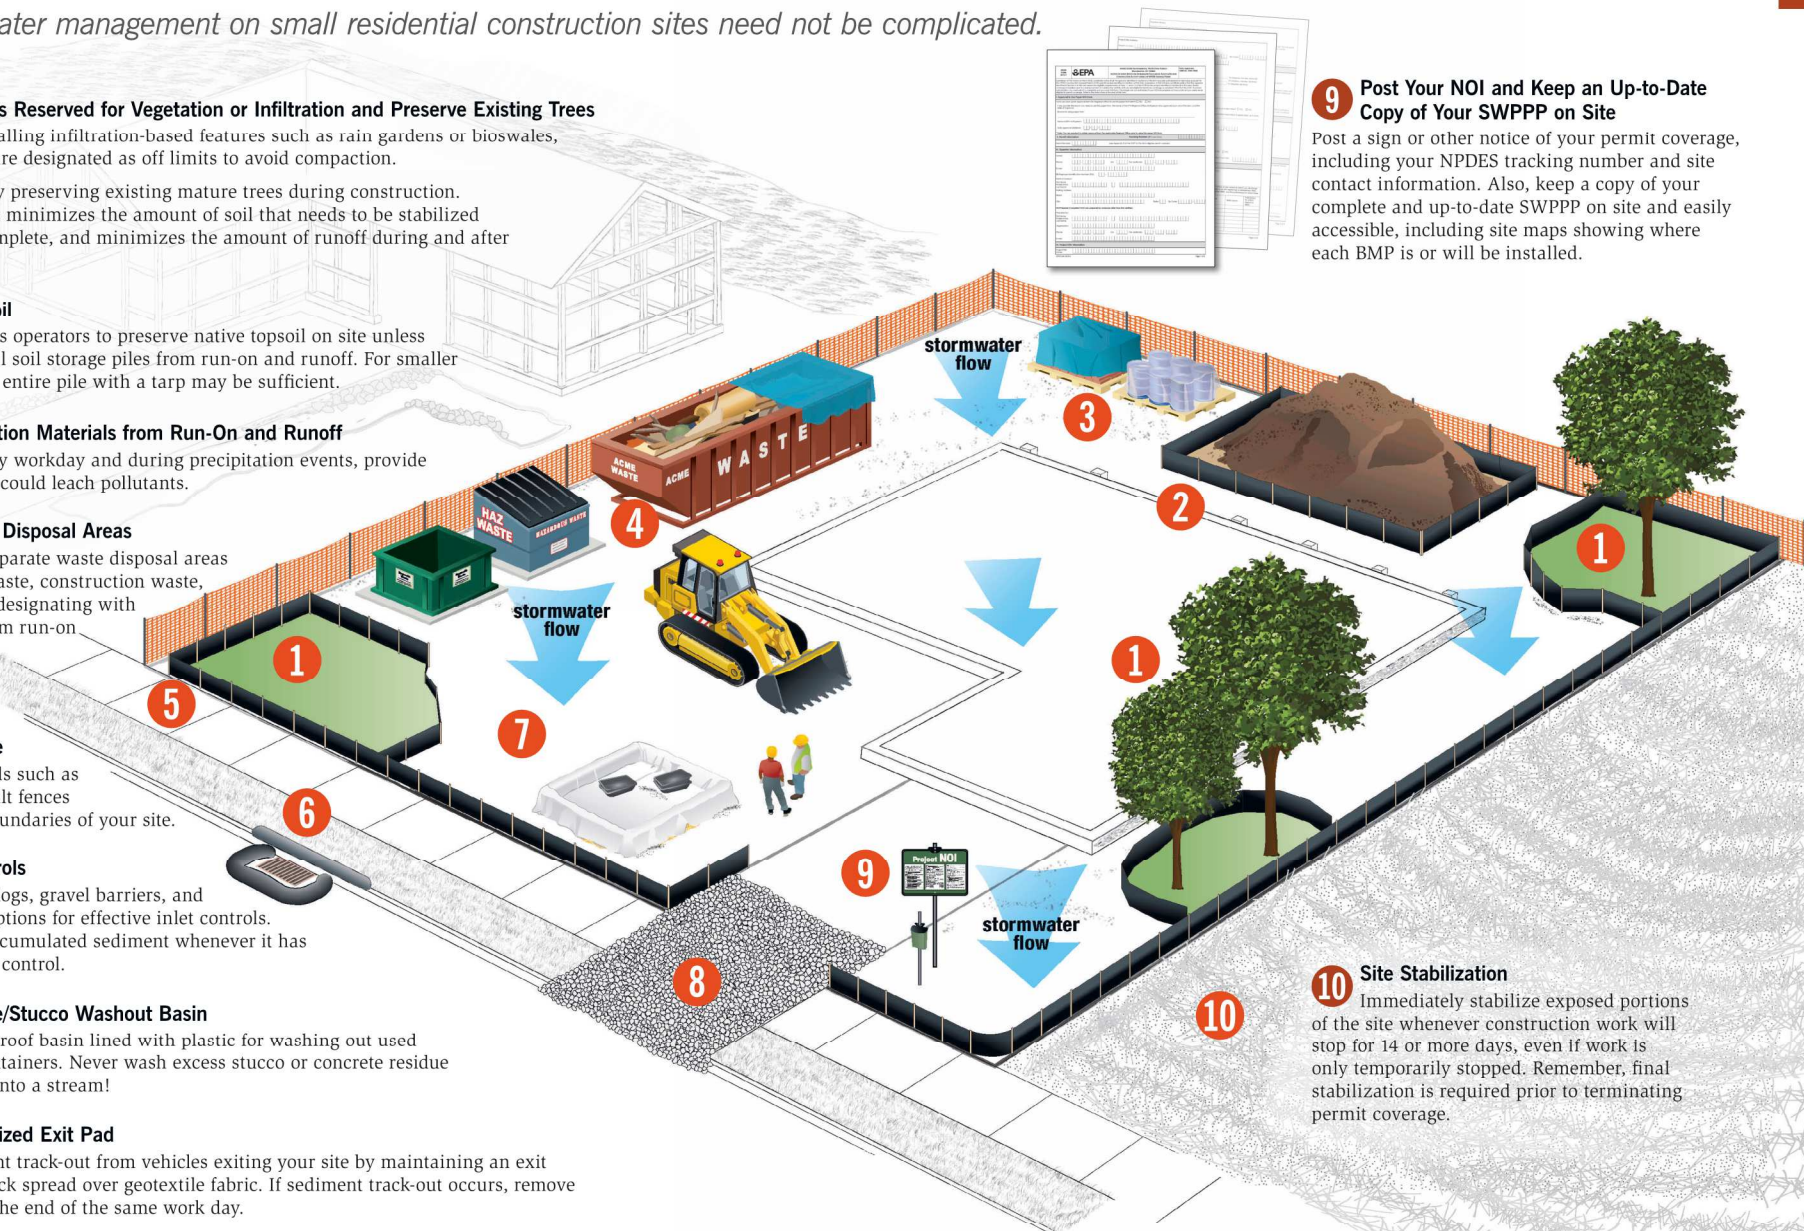 ater management on small residential construction sites need not be complicated.
s Reserved for Vegetation or Infiltration and Preserve Existing Trees
alling infiltration-based features such as rain gardens or bioswales,
re designated as off limits to avoid compaction.
y preserving existing mature trees during construction.
minimizes the amount of soil that needs to be stabilized
mplete, and minimizes the amount of runoff during and after
oil
s operators to preserve native topsoil on site unless
l soil storage piles from run-on and runoff. For smaller
entire pile with a tarp may be sufficient.
tion Materials from Run-On and Runoff
y workday and during precipitation events, provide
could leach pollutants.
Disposal Areas
parate waste disposal areas
aste, construction waste,
designating with
m run-on
e
ls such as
lt fences
undaries of your site.
rols
logs, gravel barriers, and
ptions for effective inlet controls.
ccumulated sediment whenever it has
control.
e/Stucco Washout Basin
roof basin lined with plastic for washing out used
tainers. Never wash excess stucco or concrete residue
nto a stream!
ized Exit Pad
nt track-out from vehicles exiting your site by maintaining an exit
ck spread over geotextile fabric. If sediment track-out occurs, remove
he end of the same work day.
EPA
9 Post Your NOI and Keep an Up-to-Date
Copy of Your SWPPP on Site
Post a sign or other notice of your permit coverage,
including your NPDES tracking number and site
contact information. Also, keep a copy of your
complete and up-to-date SWPPP on site and easily
accessible, including site maps showing where
each BMP is or will be installed.
stormwater
flow
3
ACME
WASTE
ACME
WASTE
HAZ
WASTE
HAZARDOUS WASTE
4
2
1
stormwater
flow
1
1
5
7
6
9
Project NOI
stormwater
flow
8
10
10 Site Stabilization
Immediately stabilize exposed portions
of the site whenever construction work will
stop for 14 or more days, even if work is
only temporarily stopped. Remember, final
stabilization is required prior to terminating
permit coverage.